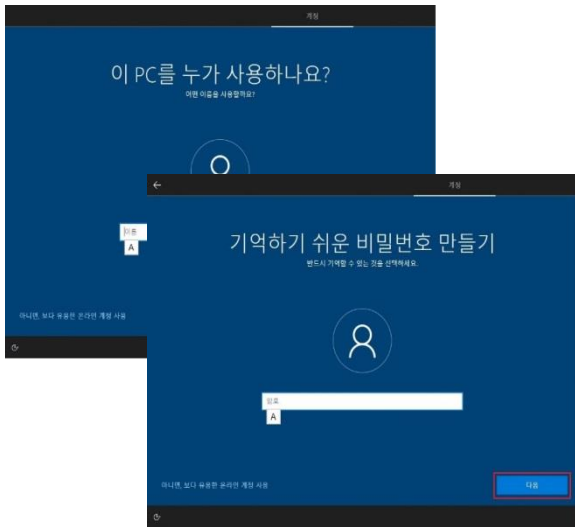 계정
이 PC를 누가 사용하나요?
어떤 이름을 사용할까요?
이름
A
아니면, 보다 유용한 온라인 계정 사용
계정
기억하기 쉬운 비밀번호 만들기
반드시 기억할 수 있는 것을 선택하세요.
암호
A
아니면, 보다 유용한 온라인 계정 사용
다음